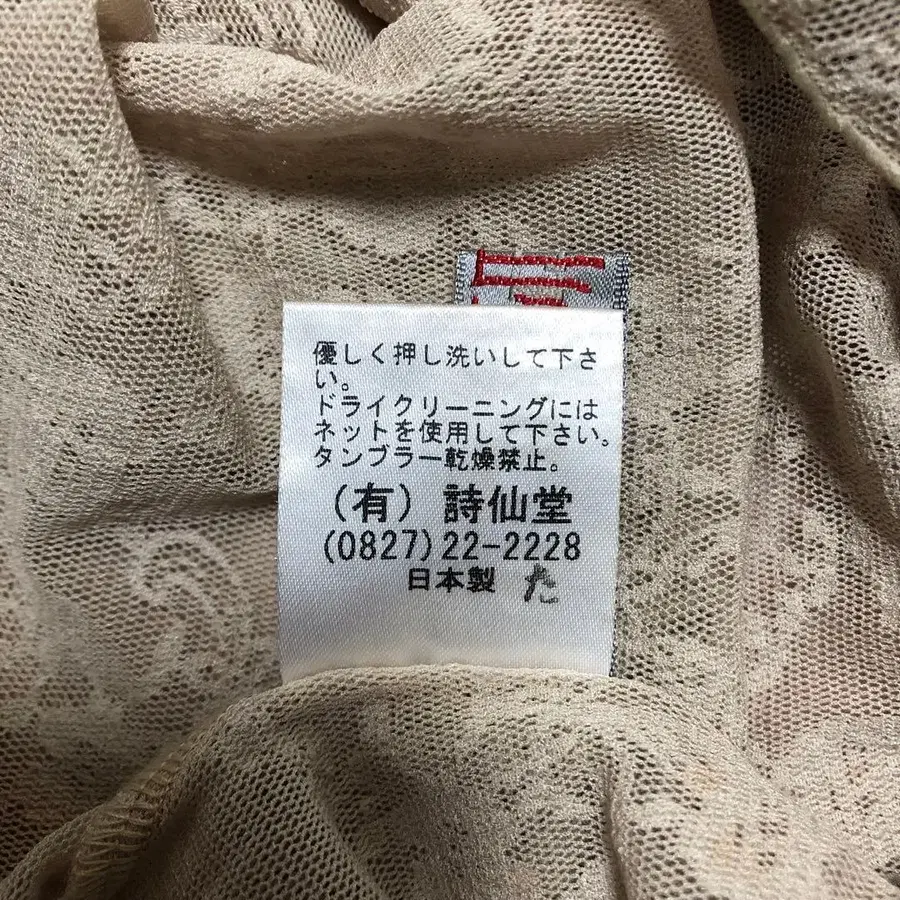 優しく押し洗いして下さ
い。
ドライクリーニングには
ネットを使用して下さい。
タンブラー乾燥禁止。
(有) 詩仙堂
(0827)22-2228
日本製 た